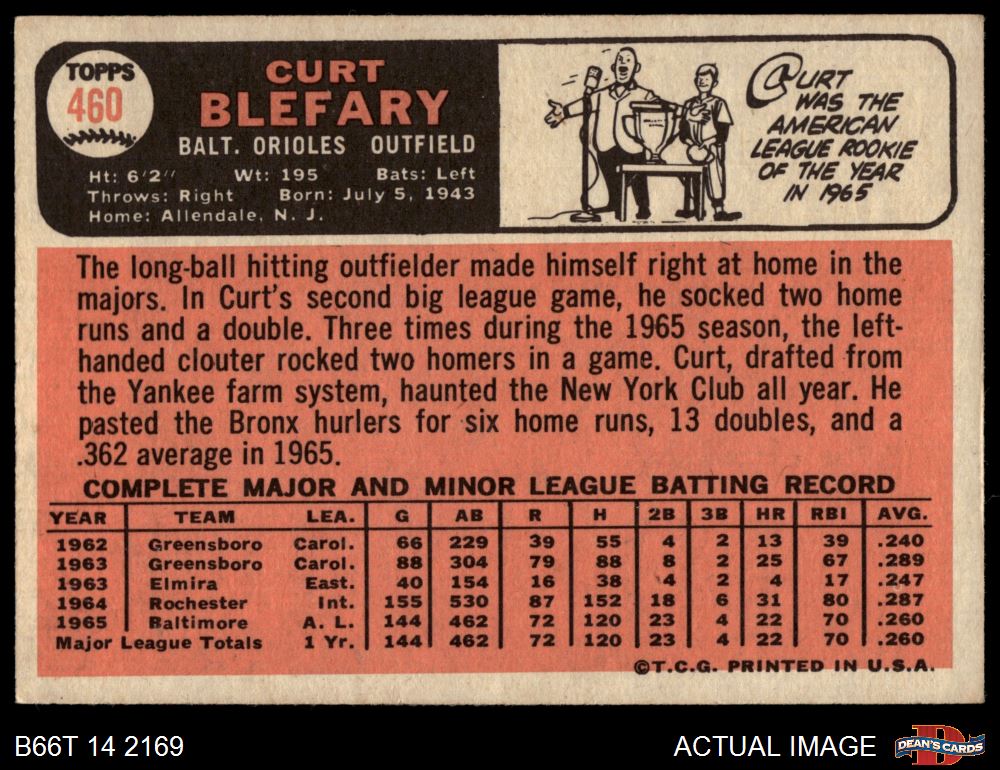 TOPPS
460
CURT
BLEFARY
BALT. ORIOLES OUTFIELD
Ht: 6'2" Wt: 195 Bats: Left
Throws: Right Born: July 5, 1943
Home: Allendale, N. J.
CURT
WAS THE
AMERICAN
LEAGUE ROOKIE
OF THE YEAR
IN 1965
The long-ball hitting outfielder made himself right at home in the
majors. In Curt's second big league game, he socked two home
runs and a double. Three times during the 1965 season, the left-
handed clouter rocked two homers in a game. Curt, drafted from
the Yankee farm system, haunted the New York Club all year. He
pasted the Bronx hurlers for six home runs, 13 doubles, and a
.362 average in 1965.
COMPLETE MAJOR AND MINOR LEAGUE BATTING RECORD
YEAR TEAM LEA. G AB R H 2B 3B HR RBI AVG.
1962 Greensboro Carol. 66 229 39 55 4 2 13 39 .240
1963 Greensboro Carol. 88 304 79 88 8 2 25 67 .289
1963 Elmira East. 40 154 16 38 4 2 4 17 .247
1964 Rochester Int. 155 530 87 152 18 6 31 80 .287
1965 Baltimore A. L. 144 462 72 120 23 4 22 70 .260
Major League Totals 1 Yr. 144 462 72 120 23 4 22 70 .260
©T.C.G. PRINTED IN U.S.A.
B66T 14 2169
ACTUAL IMAGE
D
DEAN'S CARDS